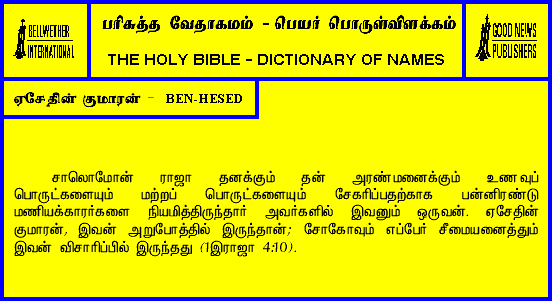 BELLWETHER
INTERNATIONAL
பரிசுத்த வேதாகமம் - பெயர் பொருள்விளக்கம்
THE HOLY BIBLE - DICTIONARY OF NAMES
GOOD NEWS
PUBLISHERS
ஏசேதின் குமாரன் - BEN-HESED
சாலொமோன் ராஜா தனக்கும் தன் அரண்மனைக்கும் உணவுப்
பொருட்களையும் மற்றப் பொருட்களையும் சேகரிப்பதற்காக பன்னிரண்டு
மணியக்காரர்களை நியமித்திருந்தார் அவர்களில் இவனும் ஒருவன். ஏசேதின்
குமாரன், இவன் அறுபோத்தில் இருந்தான்; சோகோவும் எப்பேர் சீமையனைத்தும்
இவன் விசாரிப்பில் இருந்தது (1இராஜா 4:10).